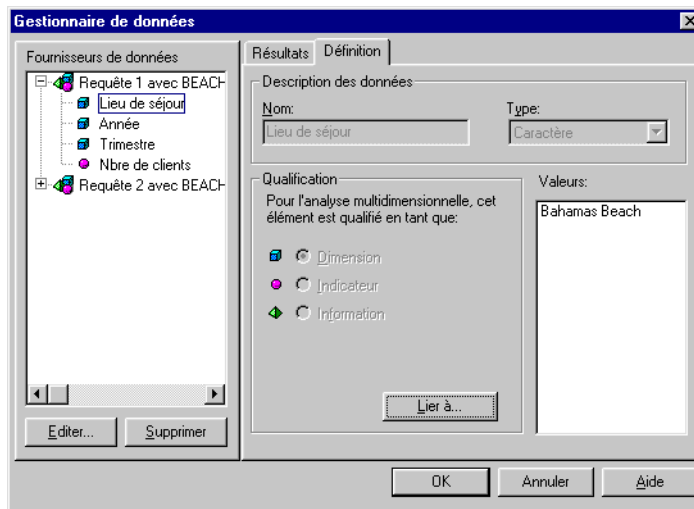 Gestionnaire de données
Fournisseurs de données
Requête 1 avec BEACH
Lieu de séjour
Année
Trimestre
Nbre de clients
Requête 2 avec BEACH
Editer...
Supprimer
Résultats
Définition
Description des données
Nom:
Type:
Lieu de séjour
Caractère
Qualification
Pour l'analyse multidimensionnelle, cet
élément est qualifié en tant que:
Dimension
Indicateur
Information
Lier à...
Valeurs:
Bahamas Beach
OK
Annuler
Aide